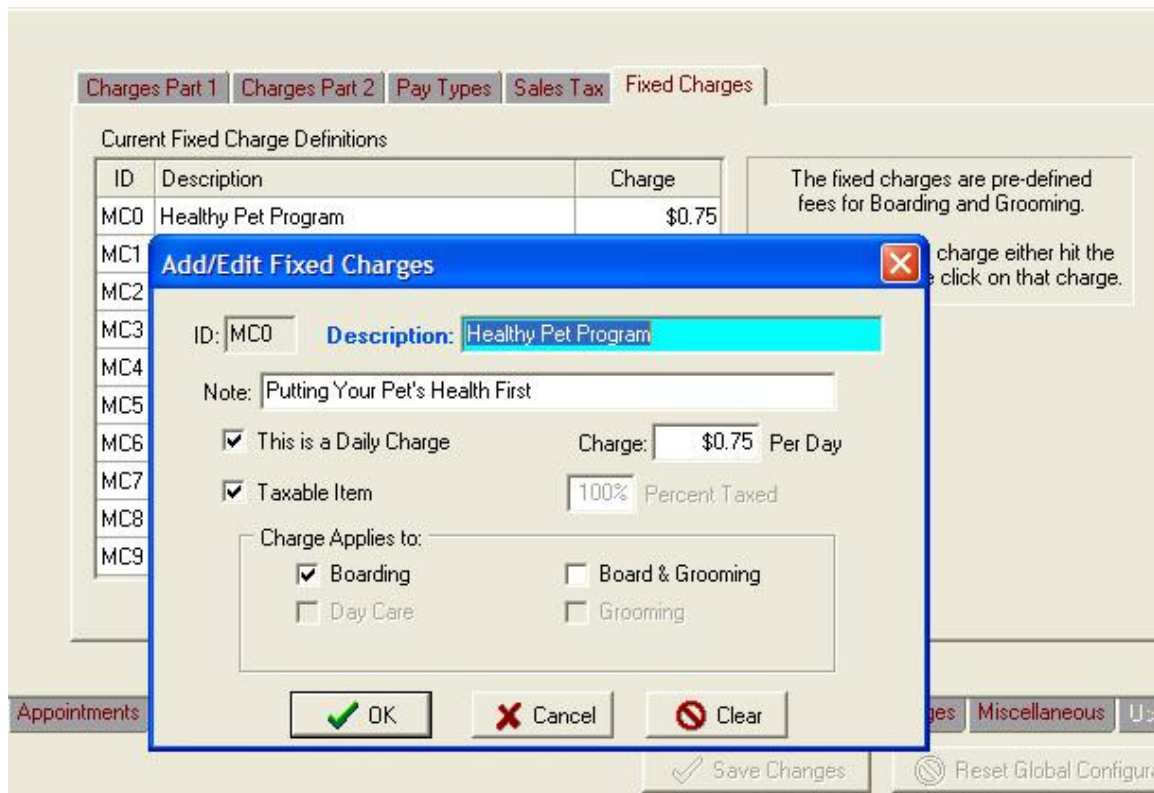 Charges Part 1 Charges Part 2 Pay Types Sales Tax Fixed Charges
Current Fixed Charge Definitions
ID Description Charge
MC0 Healthy Pet Program $0.75
MC1
MC2
MC3
MC4
MC5
MC6
MC7
MC8
MC9
The fixed charges are pre-defined
fees for Boarding and Grooming.
charge either hit the
click on that charge.
Add/Edit Fixed Charges
ID: MC0 Description: Healthy Pet Program
Note: Putting Your Pet's Health First
This is a Daily Charge Charge: $0.75 Per Day
Taxable Item 100% Percent Taxed
Charge Applies to:
Boarding Board & Grooming
Day Care Grooming
OK Cancel Clear
Appointments Miscellaneous
Save Changes Reset Global